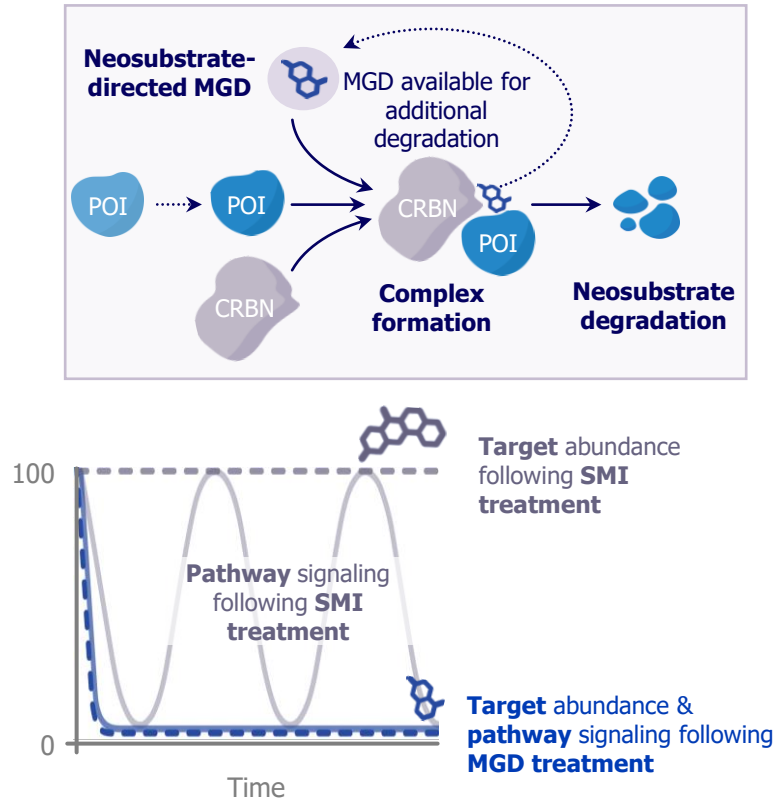 Neosubstrate-
directed MGD
MGD available for
additional
degradation
POI
POI
CRBN
POI
CRBN
Complex
formation
Neosubstrate
degradation
100
Target abundance
following SMI
treatment
Pathway signaling
following SMI
treatment
0
Target abundance &
pathway signaling following
MGD treatment
Time